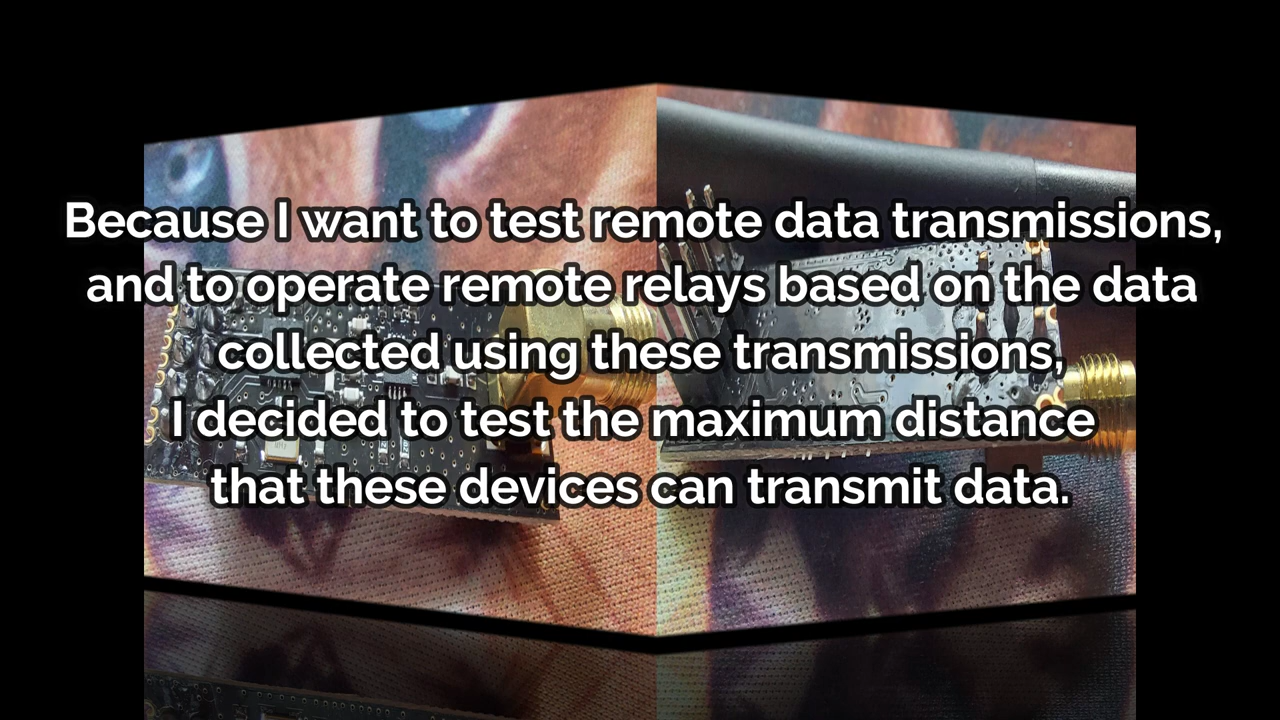 Because I want to test remote data transmissions,
and to operate remote relays based on the data
collected using these transmissions,
I decided to test the maximum distance
that these devices can transmit data.